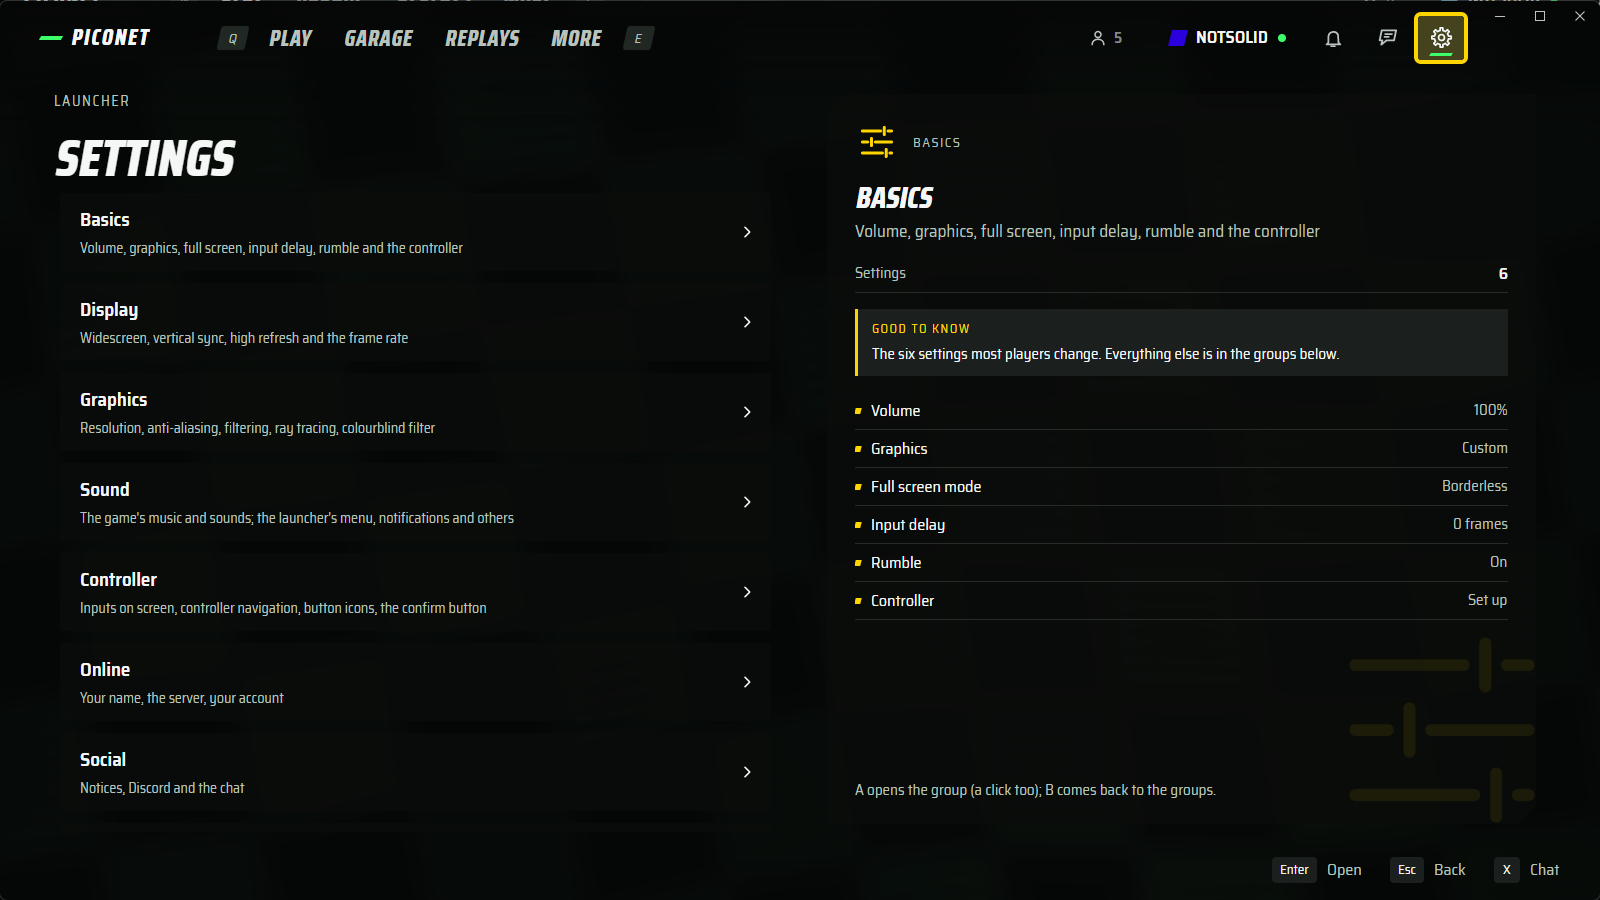 PICONET
Q
PLAY
GARAGE
REPLAYS
MORE
E
5
NOTSOLID
LAUNCHER
SETTINGS
Basics
Volume, graphics, full screen, input delay, rumble and the controller
Display
Widescreen, vertical sync, high refresh and the frame rate
Graphics
Resolution, anti-aliasing, filtering, ray tracing, colourblind filter
Sound
The game's music and sounds; the launcher's menu, notifications and others
Controller
Inputs on screen, controller navigation, button icons, the confirm button
Online
Your name, the server, your account
Social
Notices, Discord and the chat
BASICS
BASICS
Volume, graphics, full screen, input delay, rumble and the controller
Settings 6
GOOD TO KNOW
The six settings most players change. Everything else is in the groups below.
Volume 100%
Graphics Custom
Full screen mode Borderless
Input delay 0 frames
Rumble On
Controller Set up
A opens the group (a click too); B comes back to the groups.
Enter Open Esc Back X Chat